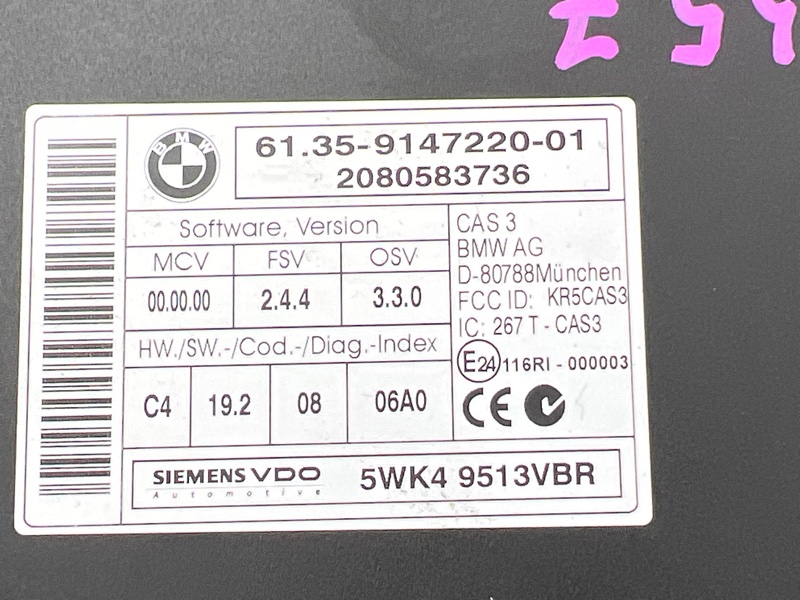 BMW
61.35-9147220-01
2080583736
Software, Version
MCV FSV OSV
00.00.00 2.4.4 3.3.0
HW./SW.-/Cod.-/Diag.-Index
C4 19.2 08 06A0
CAS 3
BMW AG
D-80788München
FCC ID: KR5CAS3
IC: 267 T - CAS3
E24 116RI - 000003
CE
SIEMENS VDO
Automotive
5WK4 9513VBR